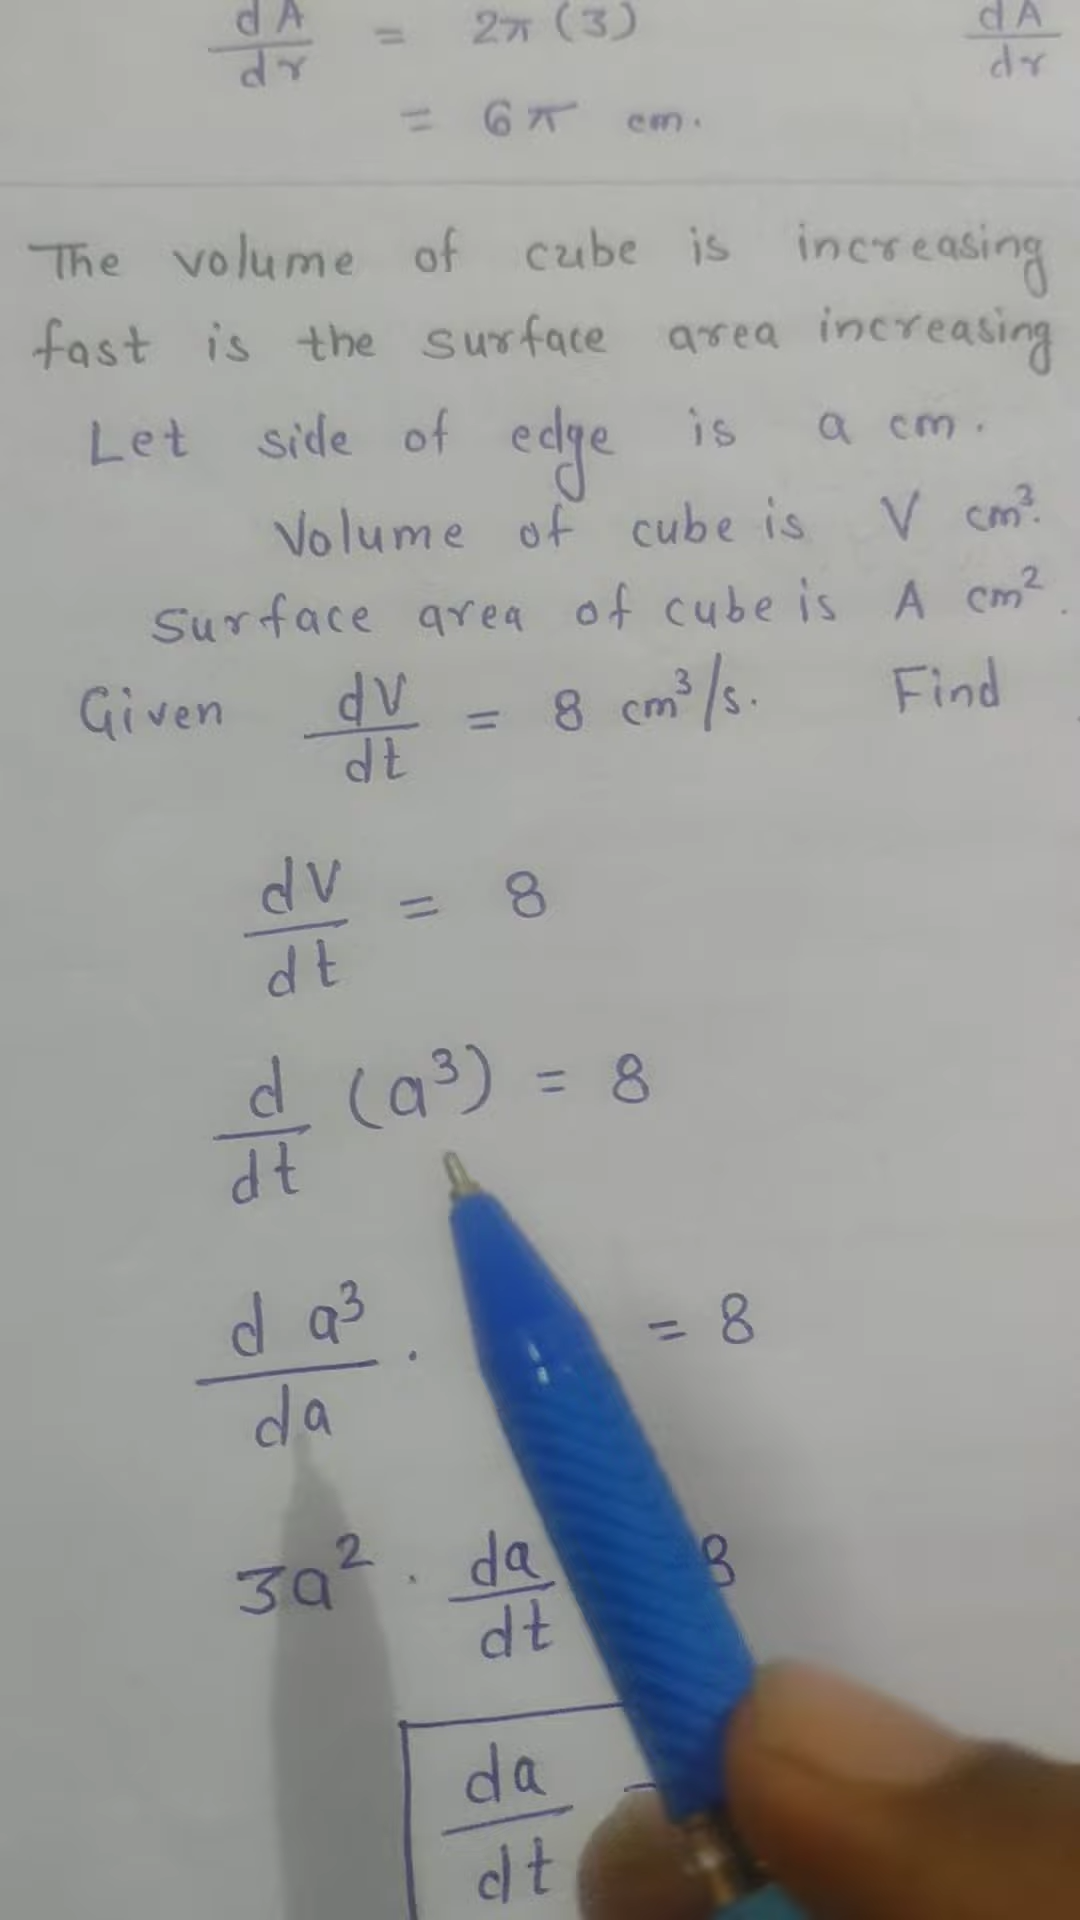 dA/dr = 2π(3) dA/dr
= 6π cm.
The volume of cube is increasing
fast is the surface area increasing
Let side of edge is a cm.
Volume of cube is V cm³.
Surface area of cube is A cm².
Given dV/dt = 8 cm³/s. Find
dV/dt = 8
d/dt (a³) = 8
d a³/da · = 8
3a² · da/dt 8
da/dt